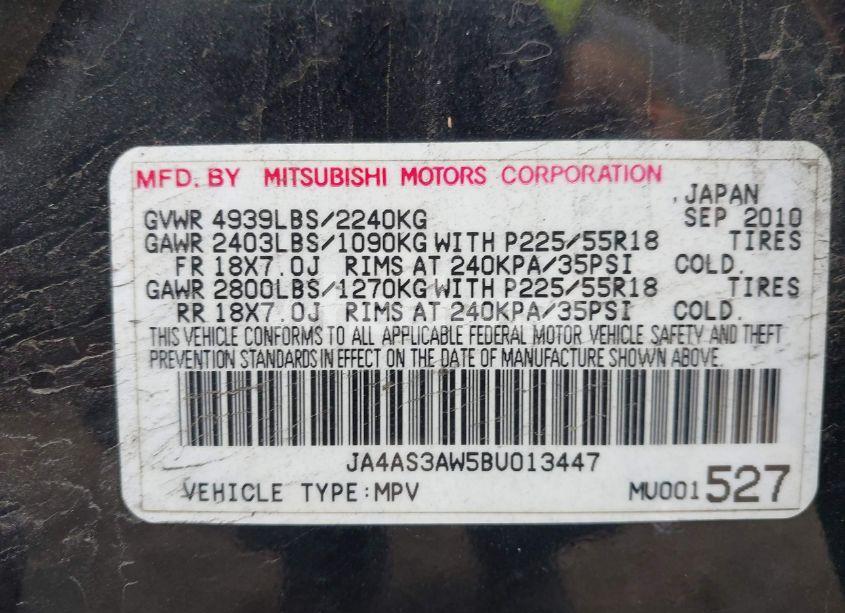 MFD. BY MITSUBISHI MOTORS CORPORATION
, JAPAN
GVWR 4939LBS/2240KG SEP 2010
GAWR 2403LBS/1090KG WITH P225/55R18 TIRES
FR 18X7.0J RIMS AT 240KPA/35PSI COLD.
GAWR 2800LBS/1270KG WITH P225/55R18 TIRES
RR 18X7.0J RIMS AT 240KPA/35PSI COLD.
THIS VEHICLE CONFORMS TO ALL APPLICABLE FEDERAL MOTOR VEHICLE SAFETY AND THEFT
PREVENTION STANDARDS IN EFFECT ON THE DATE OF MANUFACTURE SHOWN ABOVE.
JA4AS3AW5BU013447
VEHICLE TYPE:MPV MU001527